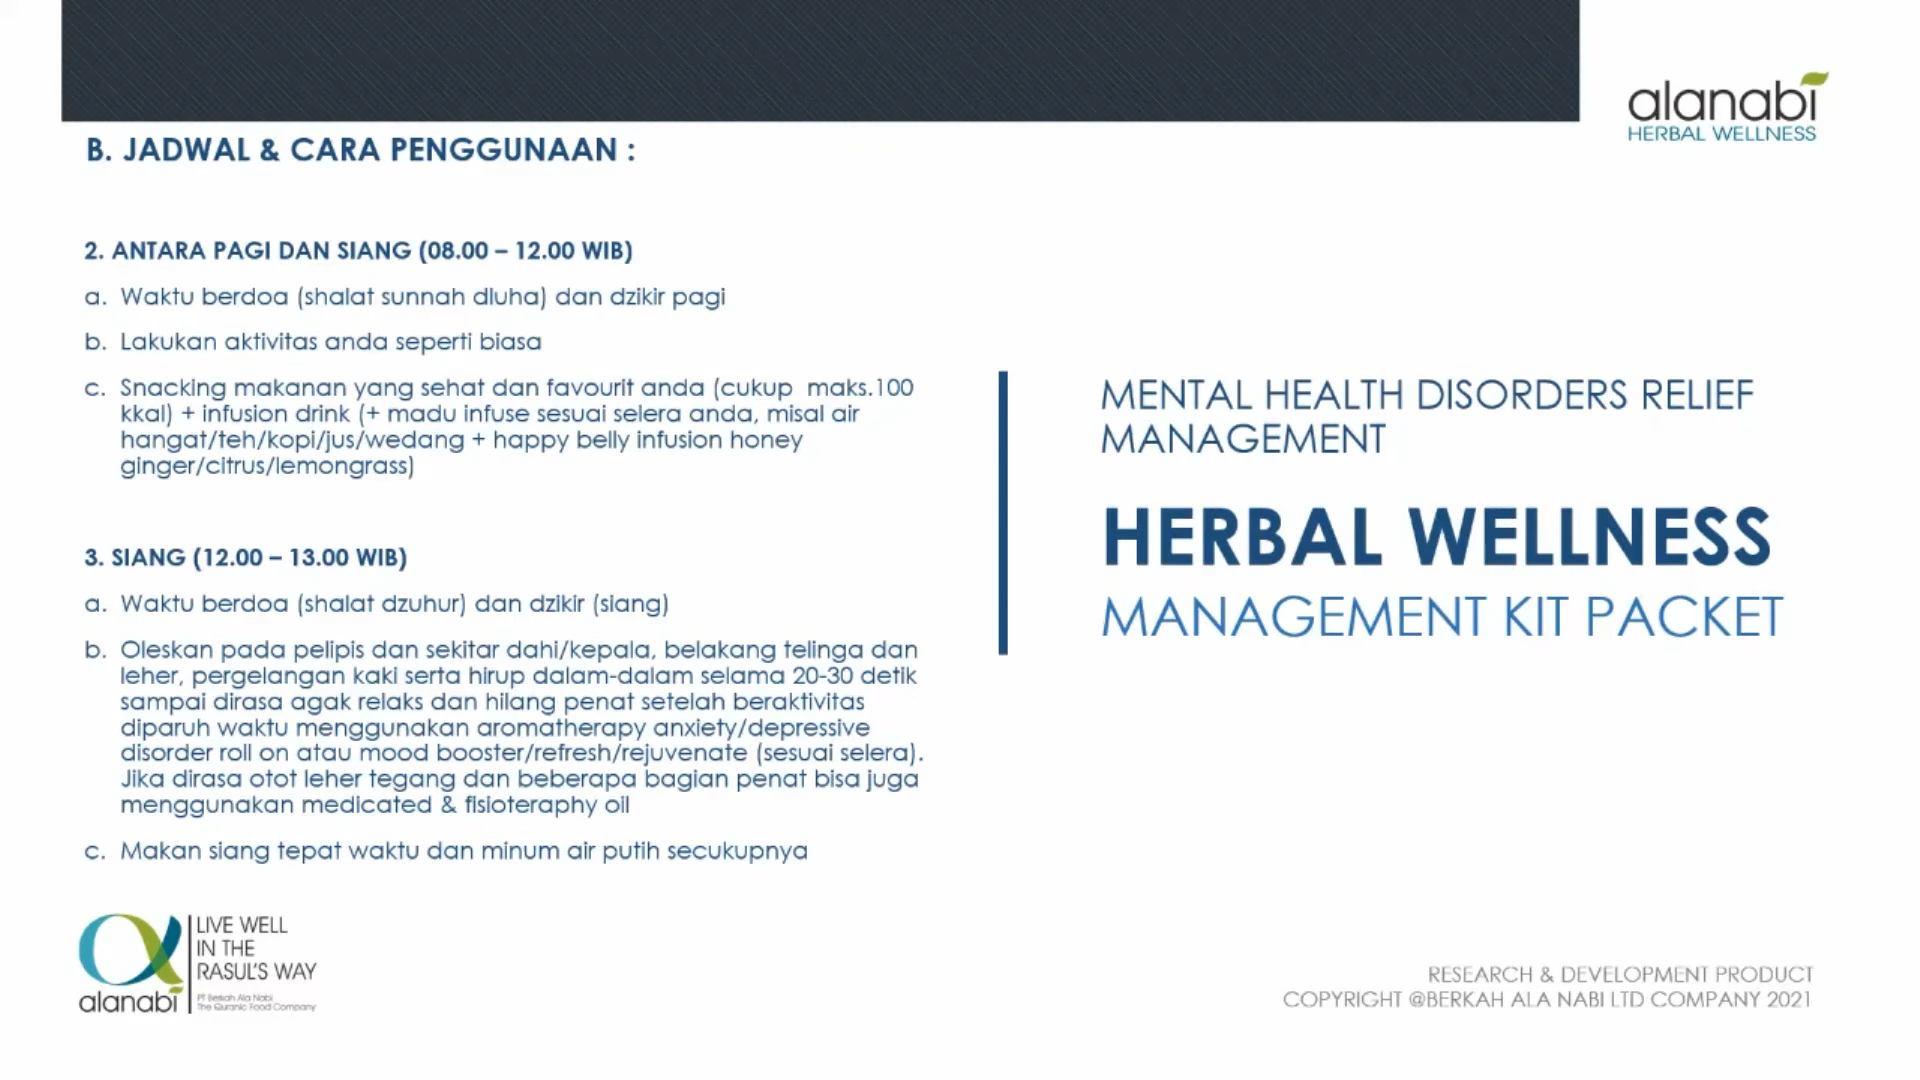 alanabi
HERBAL WELLNESS
B. JADWAL & CARA PENGGUNAAN :
2. ANTARA PAGI DAN SIANG (08.00 – 12.00 WIB)
a. Waktu berdoa (shalat sunnah dluha) dan dzikir pagi
b. Lakukan aktivitas anda seperti biasa
c. Snacking makanan yang sehat dan favourit anda (cukup maks.100
kkal) + infusion drink (+ madu infuse sesuai selera anda, misal air
hangat/teh/kopi/jus/wedang + happy belly infusion honey
ginger/citrus/lemongrass)
3. SIANG (12.00 – 13.00 WIB)
a. Waktu berdoa (shalat dzuhur) dan dzikir (siang)
b. Oleskan pada pelipis dan sekitar dahi/kepala, belakang telinga dan
leher, pergelangan kaki serta hirup dalam-dalam selama 20-30 detik
sampai dirasa agak relaks dan hilang penat setelah beraktivitas
diparuh waktu menggunakan aromatherapy anxiety/depressive
disorder roll on atau mood booster/refresh/rejuvenate (sesuai selera).
Jika dirasa otot leher tegang dan beberapa bagian penat bisa juga
menggunakan medicated & fisioteraphy oil
c. Makan siang tepat waktu dan minum air putih secukupnya
MENTAL HEALTH DISORDERS RELIEF
MANAGEMENT
HERBAL WELLNESS
MANAGEMENT KIT PACKET
alanabi
LIVE WELL
IN THE
RASUL'S WAY
PT Berkah Ala Nabi
The Quranic Food Company
RESEARCH & DEVELOPMENT PRODUCT
COPYRIGHT @BERKAH ALA NABI LTD COMPANY 2021